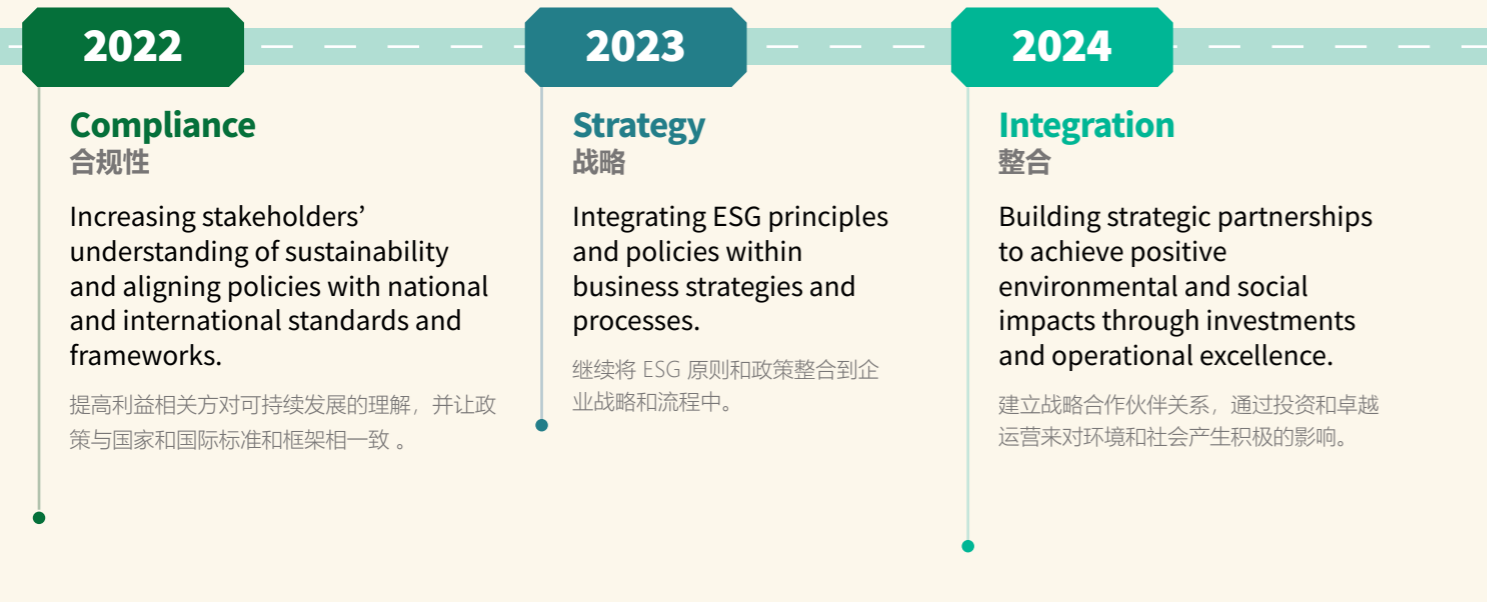 2022
Compliance
合规性
Increasing stakeholders’
understanding of sustainability
and aligning policies with national
and international standards and
frameworks.
提高利益相关方对可持续发展的理解，并让政
策与国家和国际标准和框架相一致 。
2023
Strategy
战略
Integrating ESG principles
and policies within
business strategies and
processes.
继续将 ESG 原则和政策整合到企
业战略和流程中。
2024
Integration
整合
Building strategic partnerships
to achieve positive
environmental and social
impacts through investments
and operational excellence.
建立战略合作伙伴关系，通过投资和卓越
运营来对环境和社会产生积极的影响。